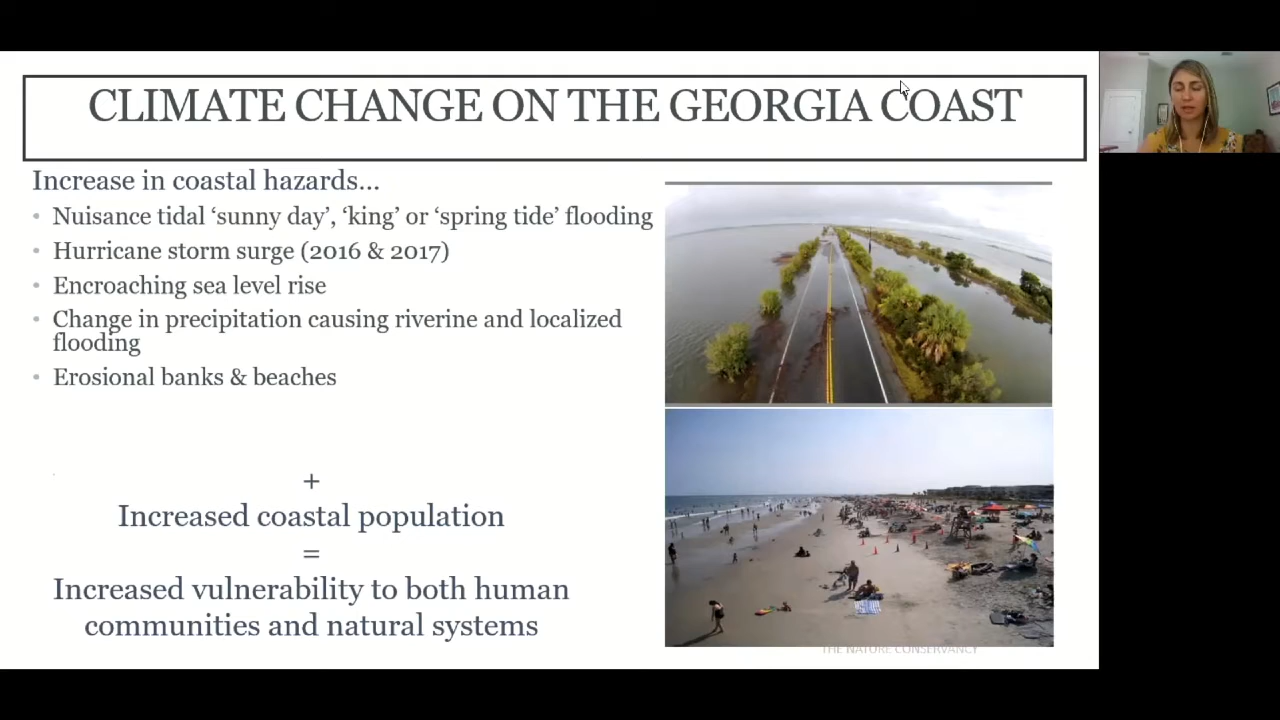 CLIMATE CHANGE ON THE GEORGIA COAST
Increase in coastal hazards...
• Nuisance tidal ‘sunny day’, ‘king’ or ‘spring tide’ flooding
• Hurricane storm surge (2016 & 2017)
• Encroaching sea level rise
• Change in precipitation causing riverine and localized
flooding
• Erosional banks & beaches
+
Increased coastal population
=
Increased vulnerability to both human
communities and natural systems
THE NATURE CONSERVANCY